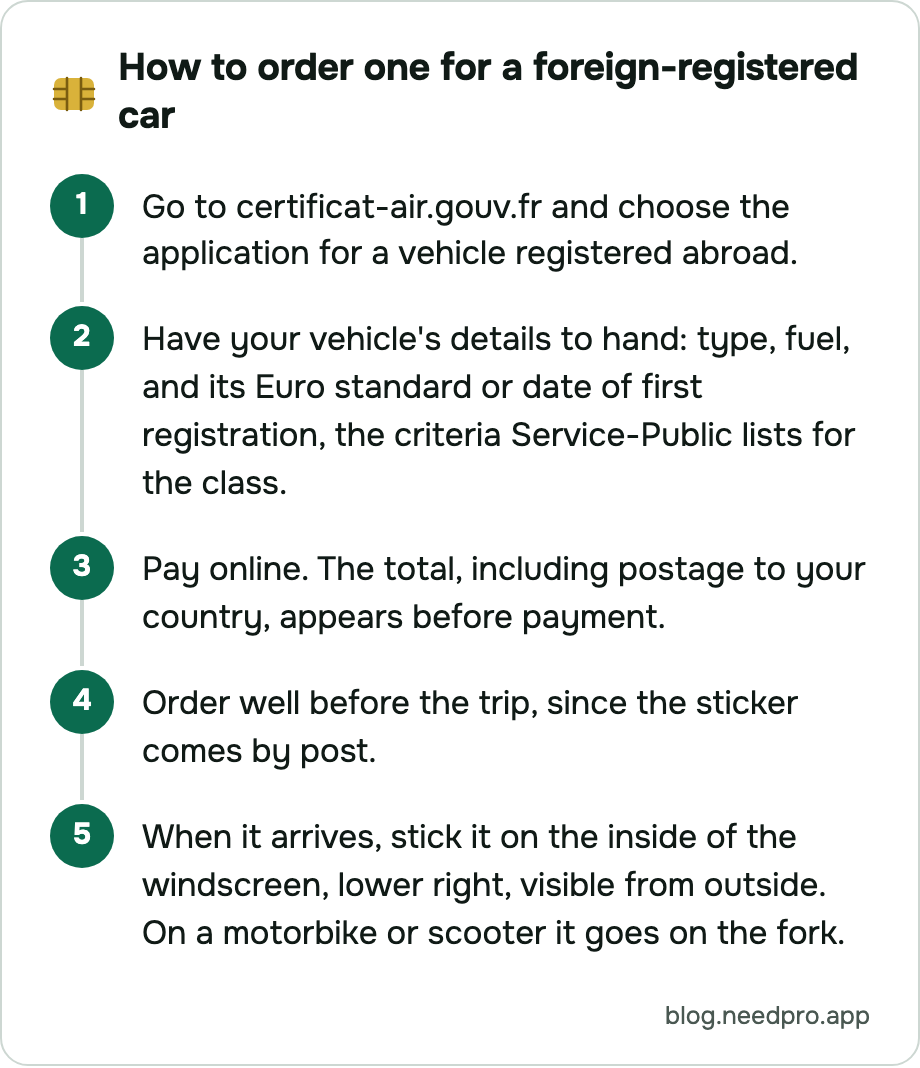 How to order one for a foreign-registered
car
1
Go to certificat-air.gouv.fr and choose the
application for a vehicle registered abroad.
2
Have your vehicle's details to hand: type, fuel,
and its Euro standard or date of first
registration, the criteria Service-Public lists for
the class.
3
Pay online. The total, including postage to your
country, appears before payment.
4
Order well before the trip, since the sticker
comes by post.
5
When it arrives, stick it on the inside of the
windscreen, lower right, visible from outside.
On a motorbike or scooter it goes on the fork.
blog.needpro.app